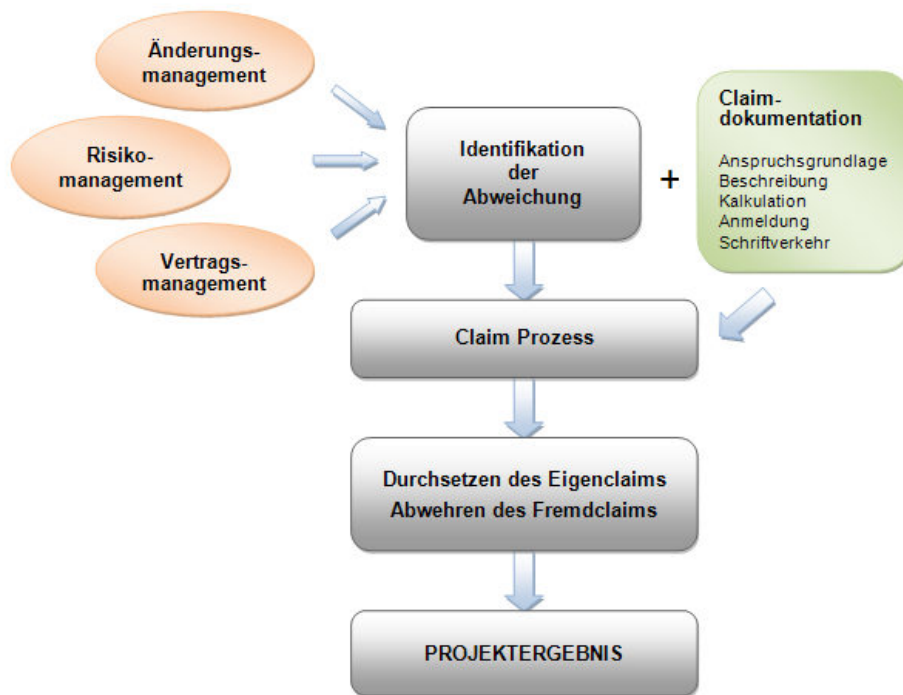 Änderungs-
management
Risiko-
management
Vertrags-
management
Identifikation
der
Abweichung
+
Claim-
dokumentation
Anspruchsgrundlage
Beschreibung
Kalkulation
Anmeldung
Schriftverkehr
Claim Prozess
Durchsetzen des Eigenclaims
Abwehren des Fremdclaims
PROJEKTERGEBNIS